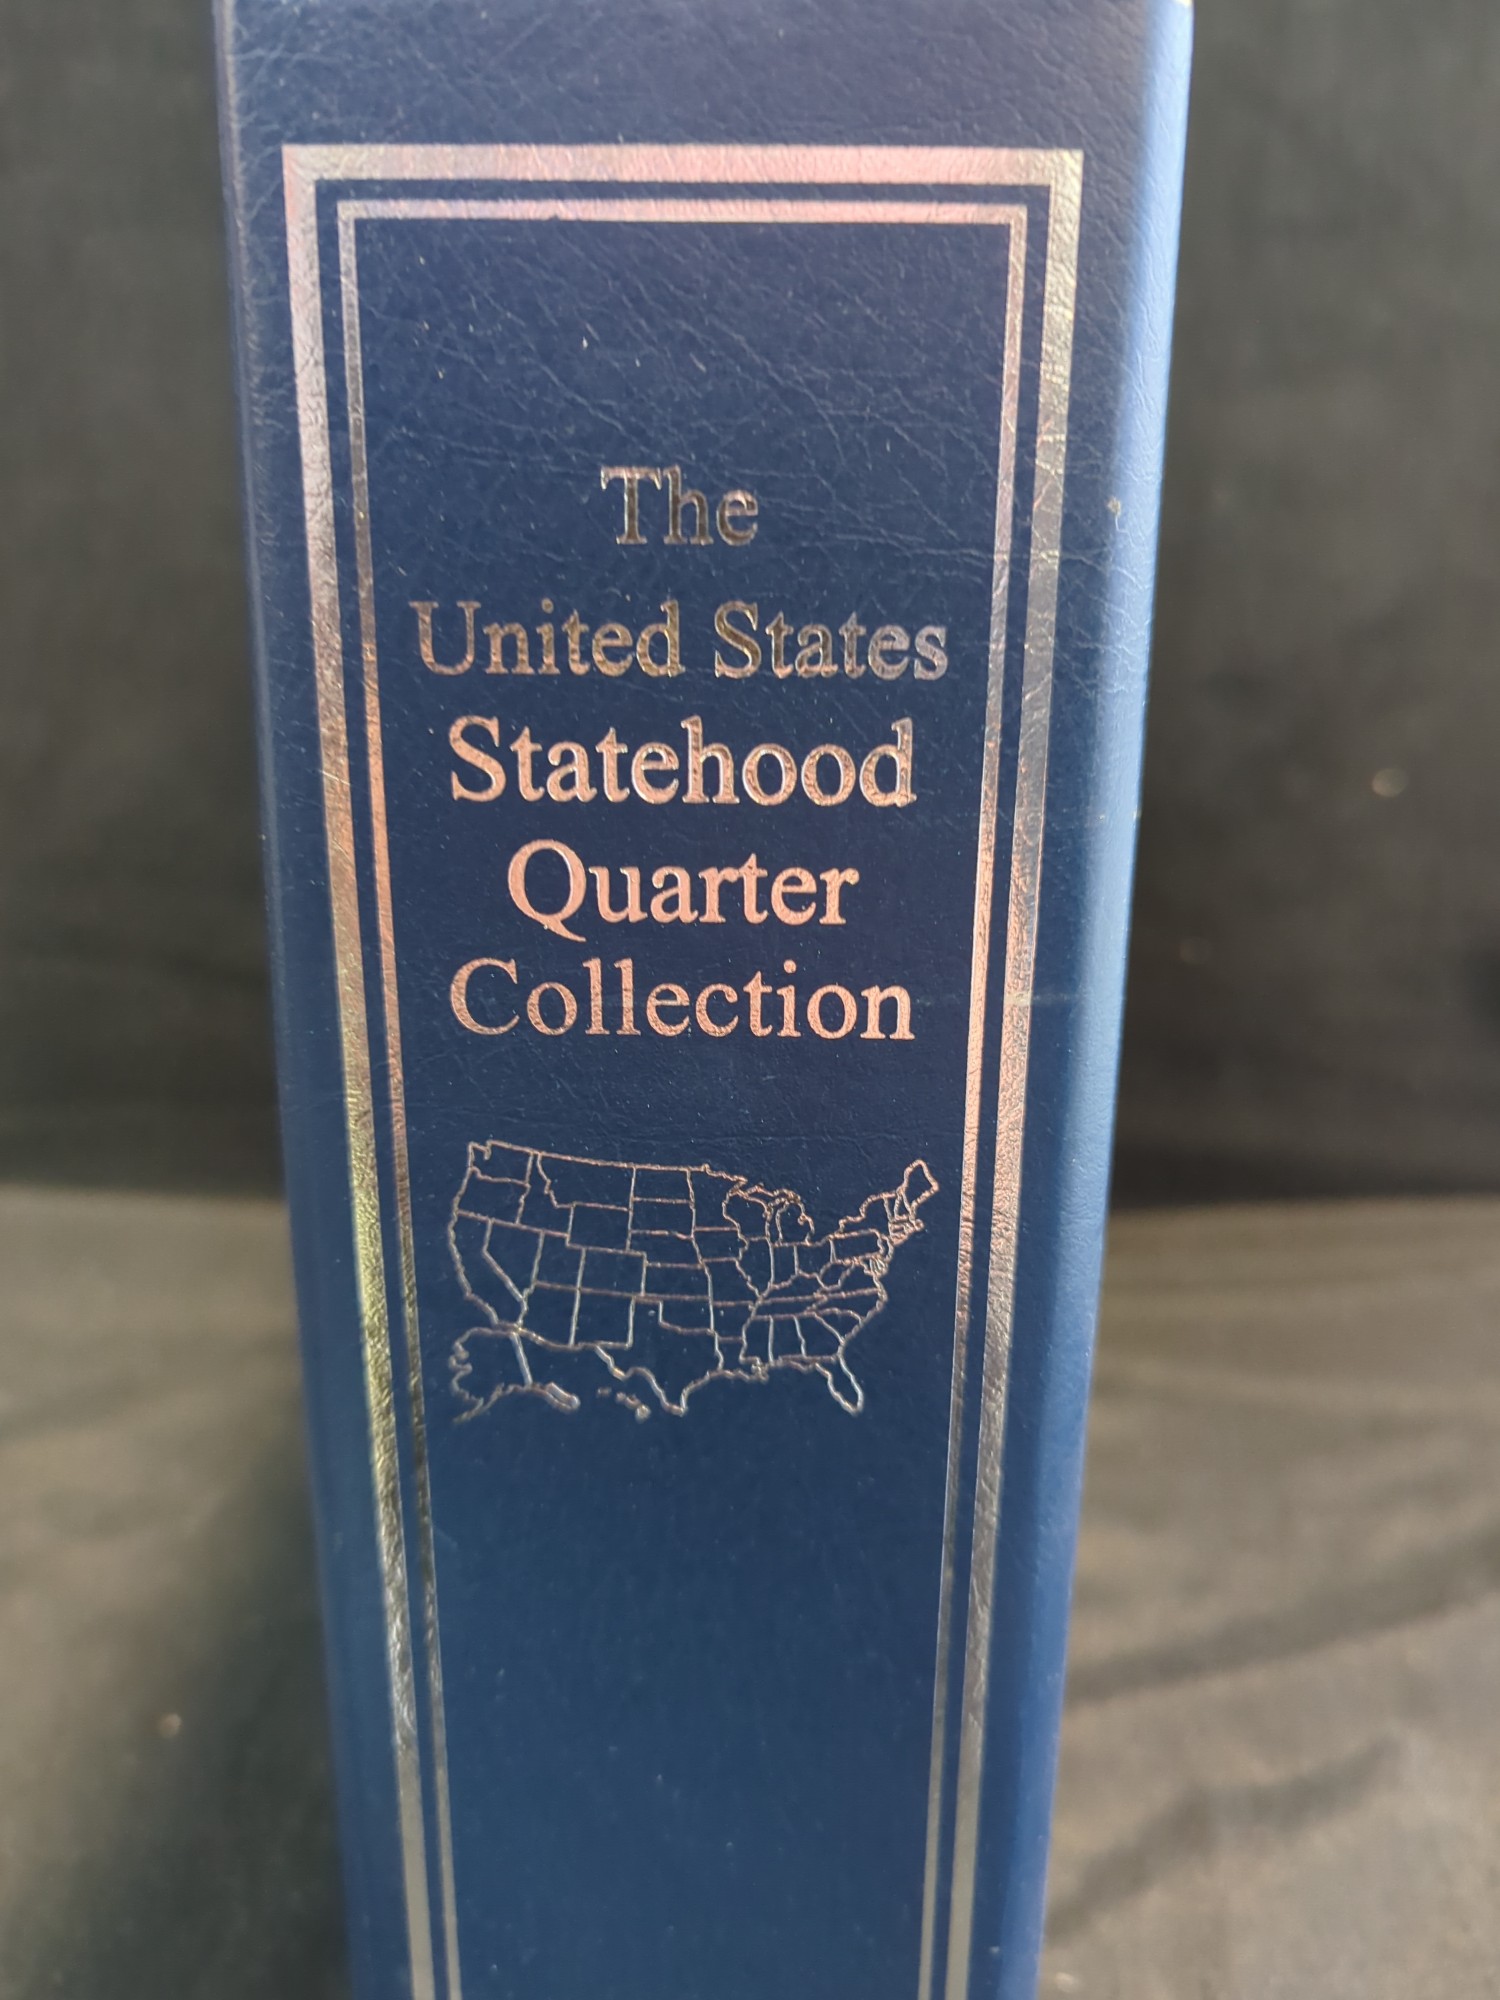 The
United States
Statehood
Quarter
Collection